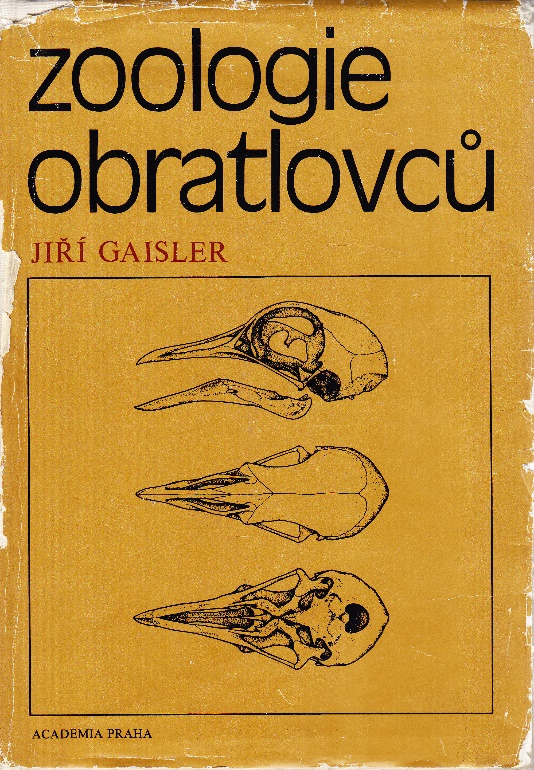 zoologie
obratlovců
JIŘÍ GAISLER
ACADEMIA PRAHA